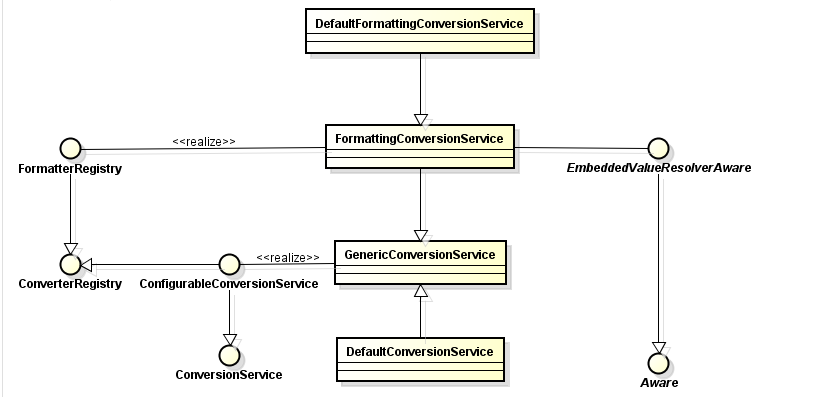 DefaultFormattingConversionService
<<realize>>
FormattingConversionService
FormatterRegistry
EmbeddedValueResolverAware
<<realize>>
GenericConversionService
ConverterRegistry
ConfigurableConversionService
DefaultConversionService
ConversionService
Aware